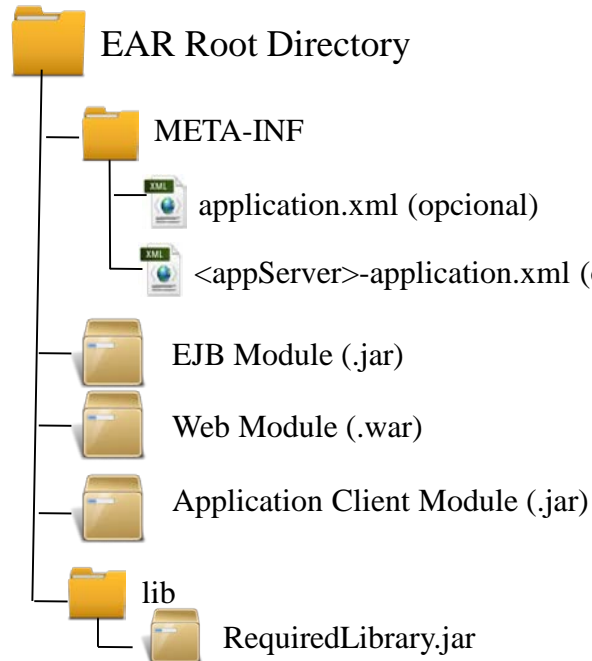 EAR Root Directory
META-INF
XML
application.xml (opcional)
XML
<appServer>-application.xml (
EJB Module (.jar)
Web Module (.war)
Application Client Module (.jar)
lib
RequiredLibrary.jar